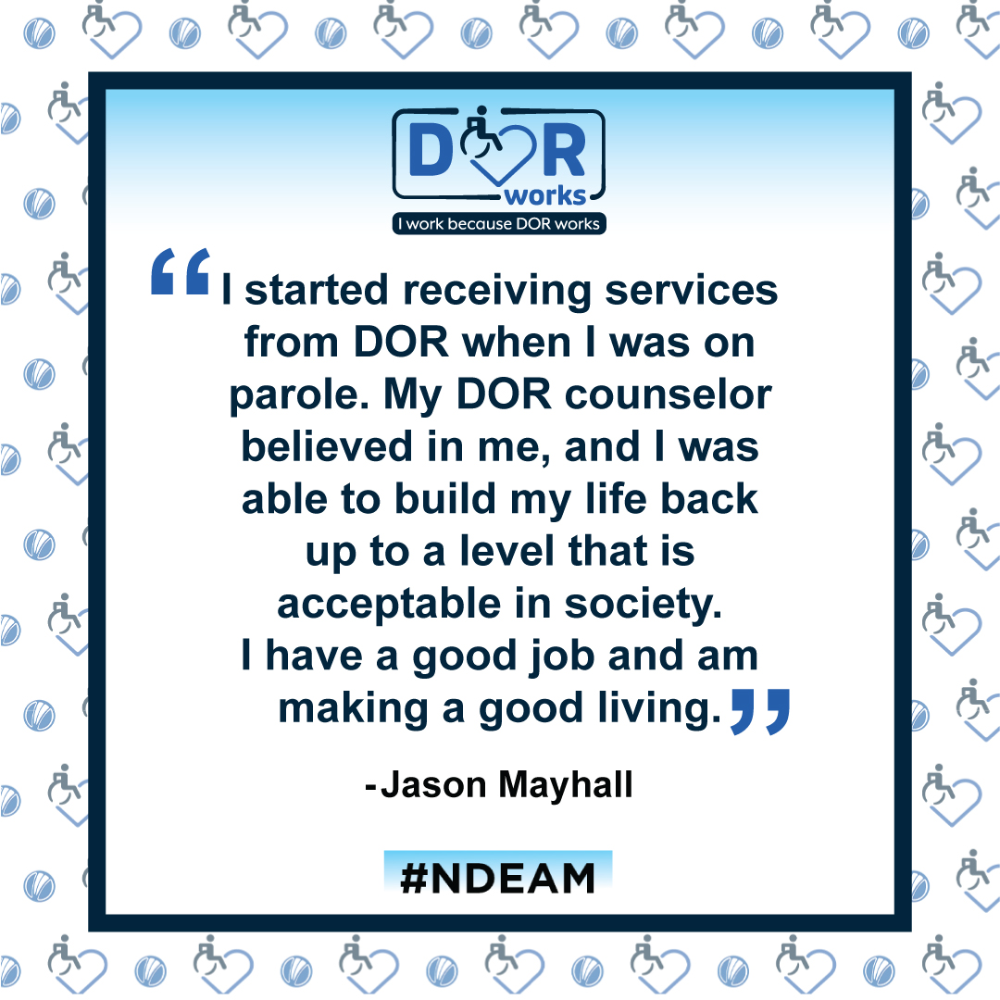 DOR
works
I work because DOR works
“I started receiving services
from DOR when I was on
parole. My DOR counselor
believed in me, and I was
able to build my life back
up to a level that is
acceptable in society.
I have a good job and am
making a good living.”
-Jason Mayhall
#NDEAM